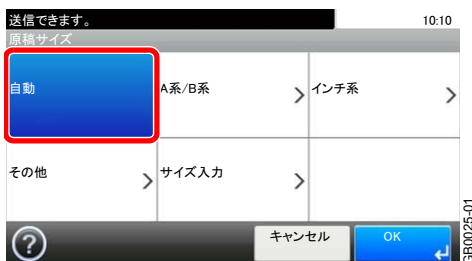 送信できます。 10:10
原稿サイズ
自動 A系/B系 インチ系
その他 サイズ入力
キャンセル OK
GB0025-01